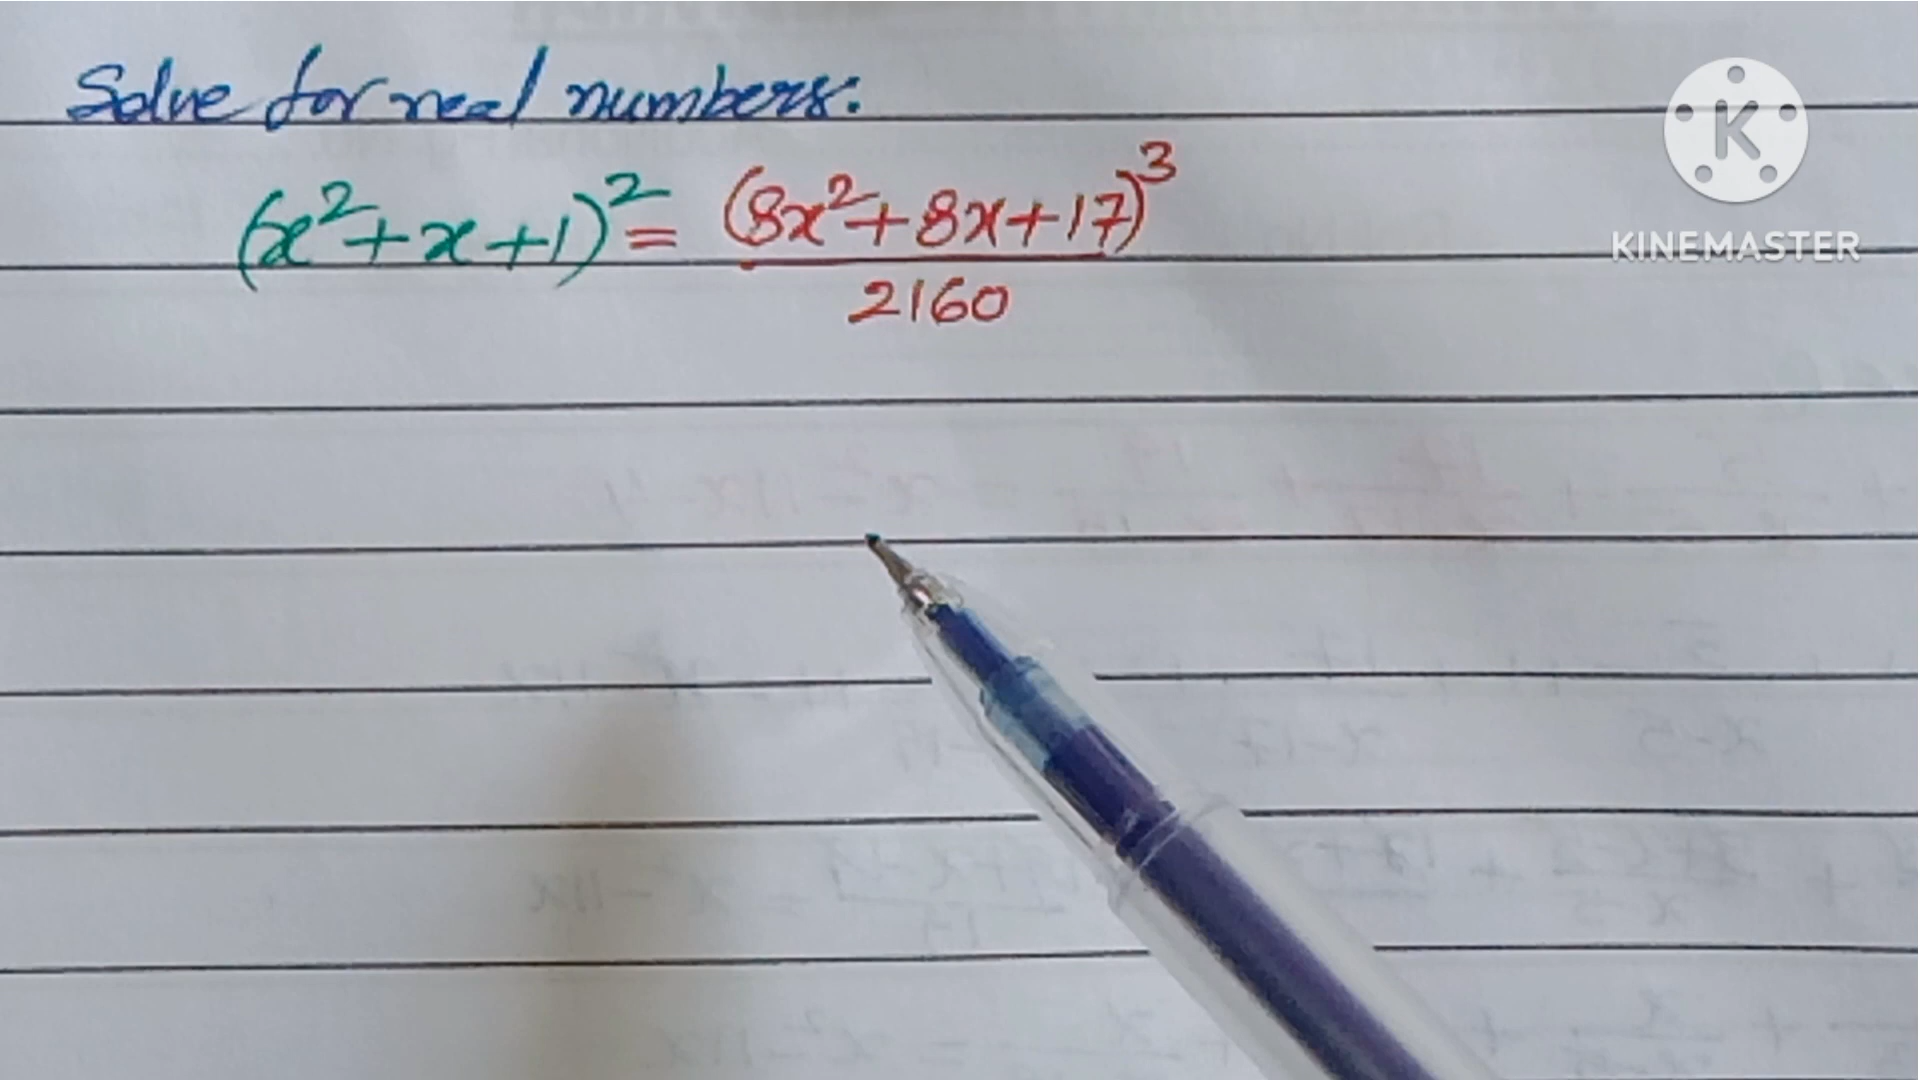 Solve for real numbers:
(x²+x+1)² = (8x²+8x+17)³
2160
K
KINEMASTER